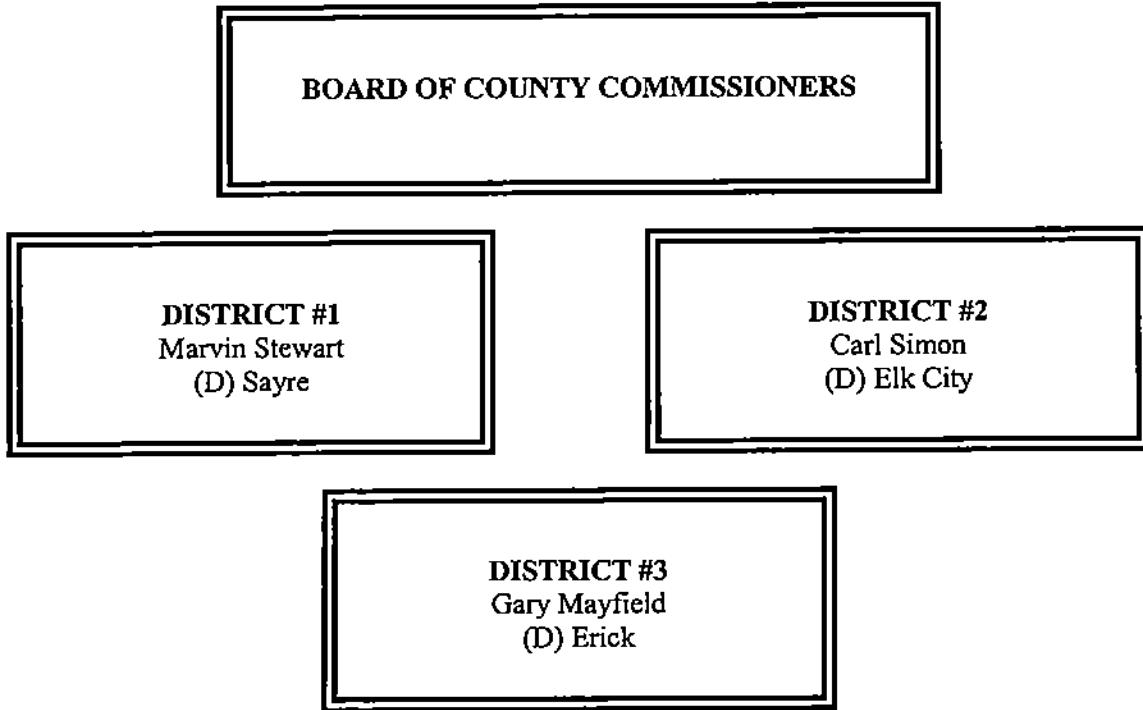 BOARD OF COUNTY COMMISSIONERS
DISTRICT #1
Marvin Stewart
(D) Sayre
DISTRICT #2
Carl Simon
(D) Elk City
DISTRICT #3
Gary Mayfield
(D) Erick